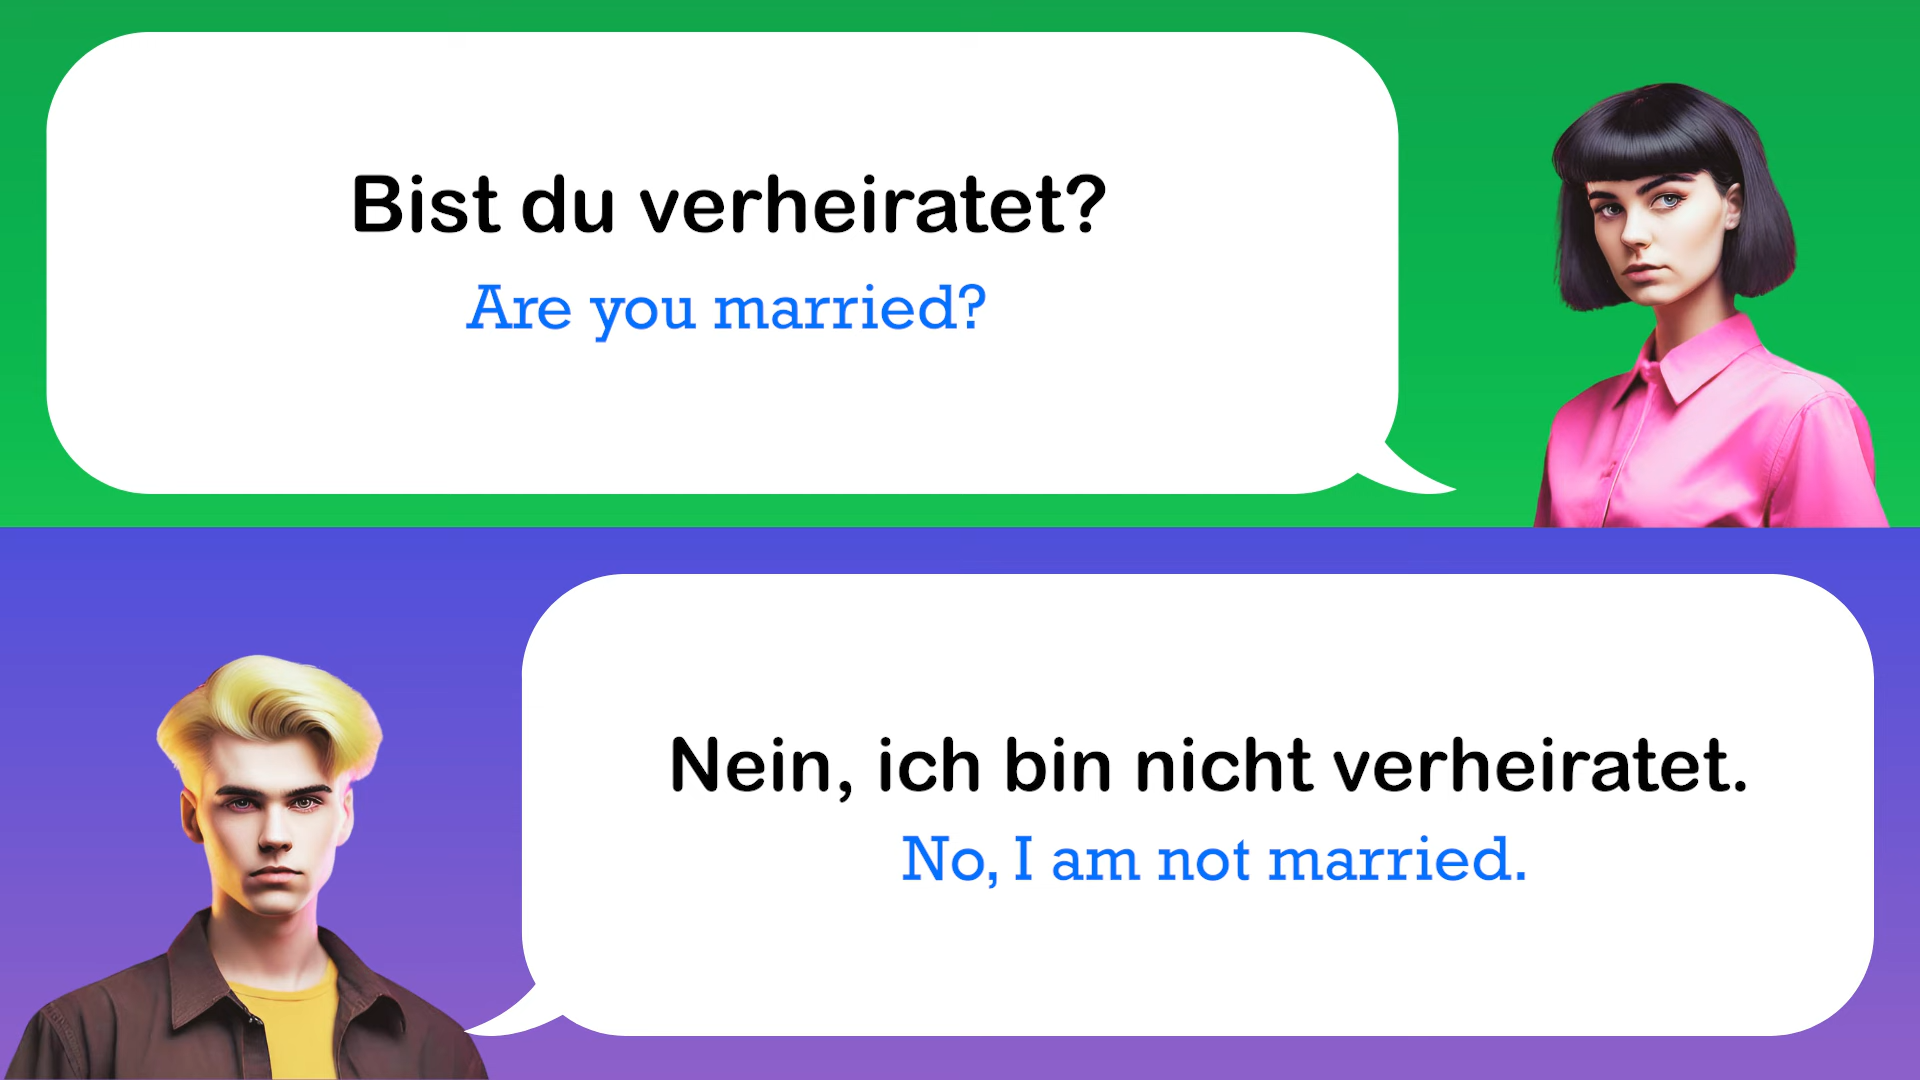 Bist du verheiratet?
Are you married?
Nein, ich bin nicht verheiratet.
No, I am not married.